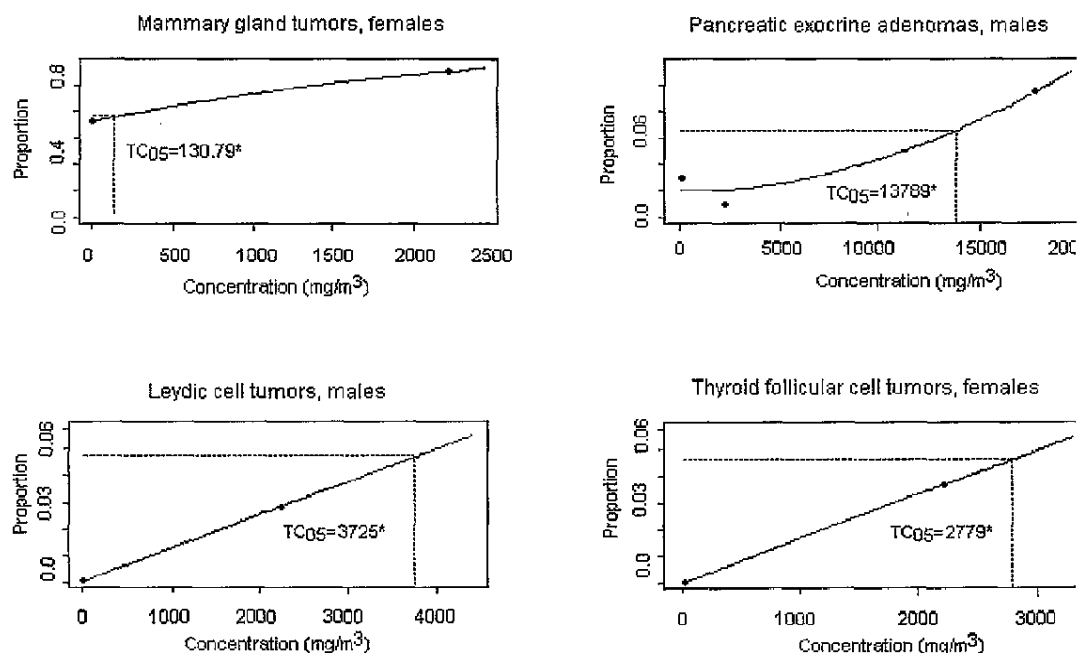 Mammary gland tumors, females
Proportion
0.8
0.4
0.0
TC05=130.79*
0 500 1000 1500 2000 2500
Concentration (mg/m3)
Pancreatic exocrine adenomas, males
Proportion
0.06
0.0
TC05=13789*
0 5000 10000 15000 200
Concentration (mg/m3)
Leydic cell tumors, males
Proportion
0.06
0.03
0.0
TC05=3725*
0 1000 2000 3000 4000
Concentration (mg/m3)
Thyroid follicular cell tumors, females
Proportion
0.06
0.03
0.0
TC05=2779*
0 1000 2000 3000
Concentration (mg/m3)